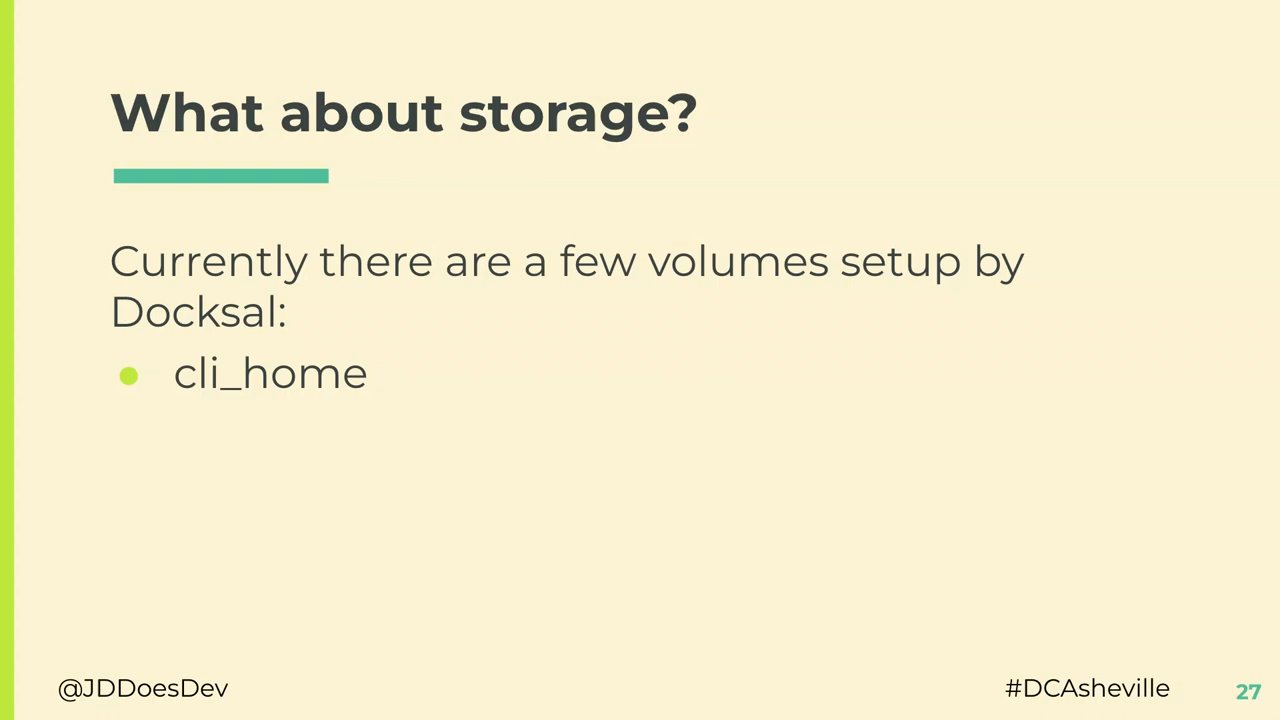 What about storage?
Currently there are a few volumes setup by
Docksal:
● cli_home
@JDDoesDev
#DCAsheville
27